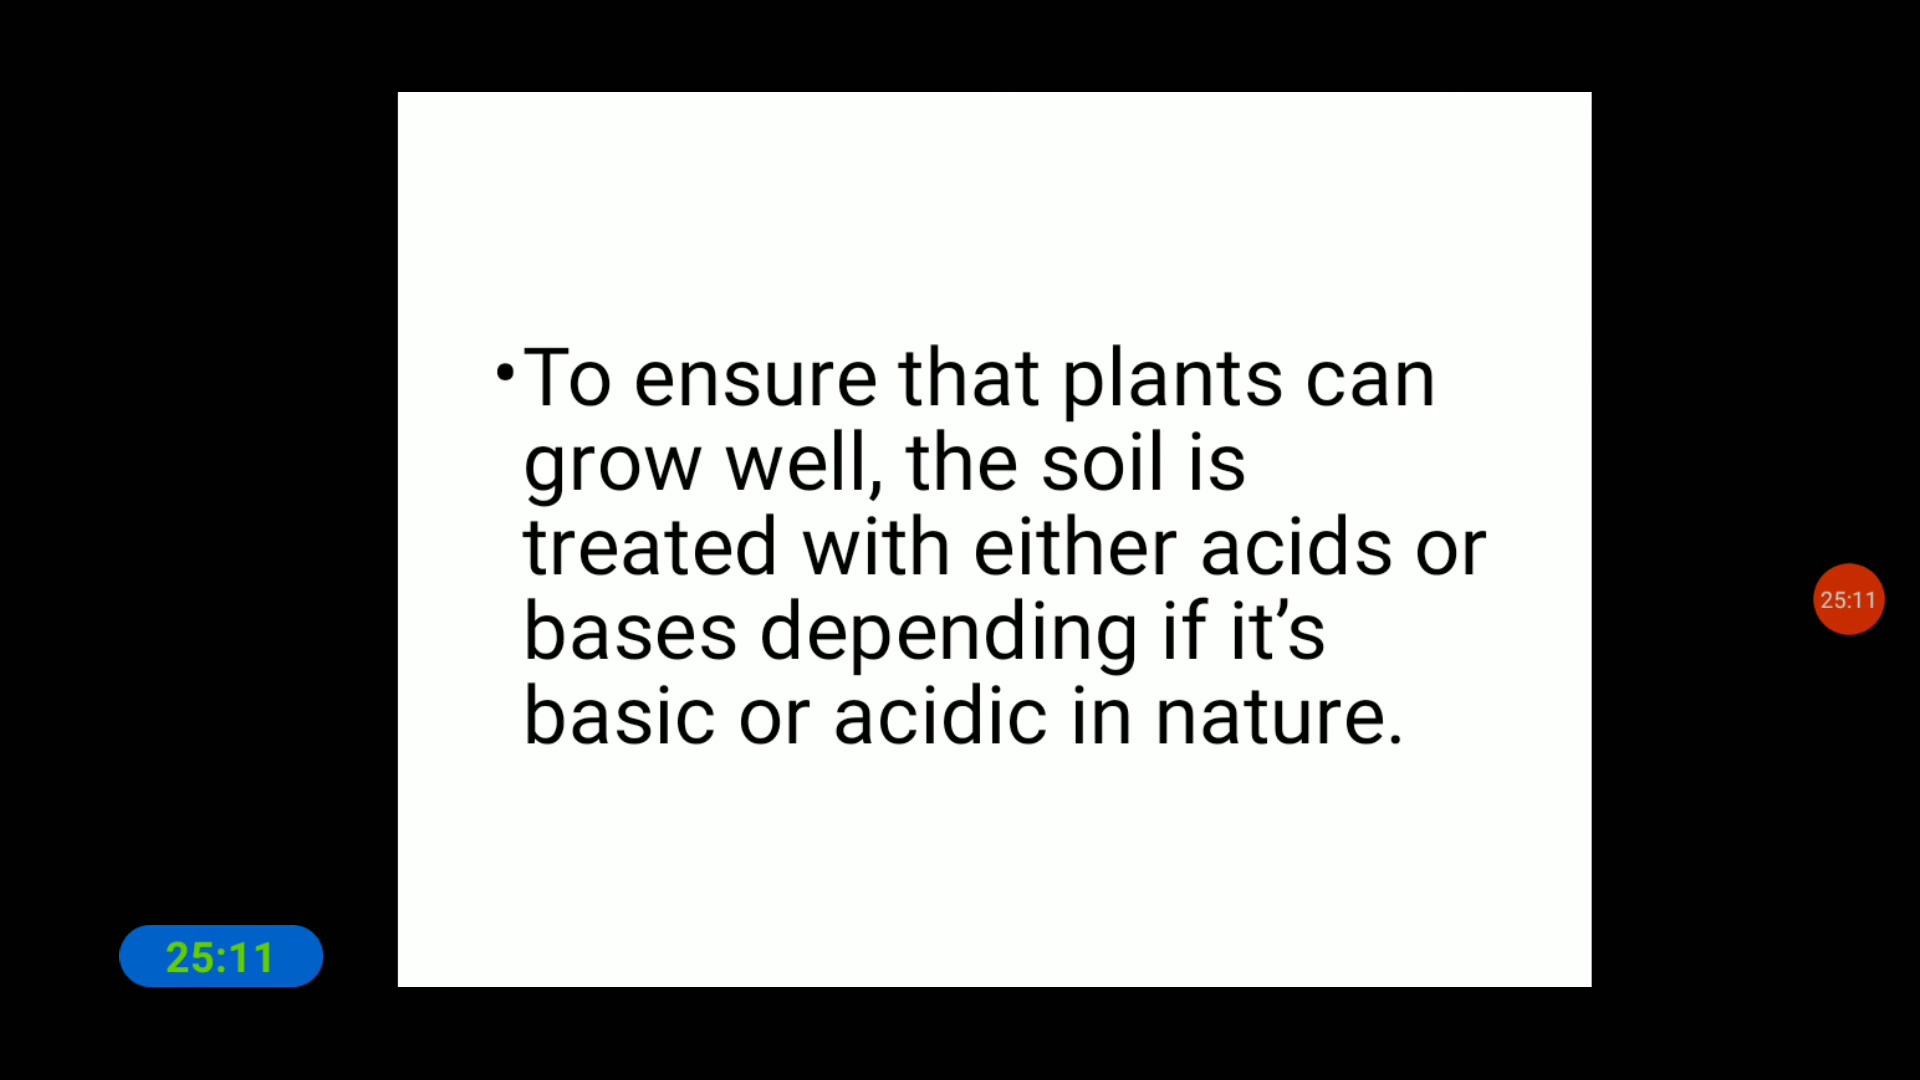 •To ensure that plants can
grow well, the soil is
treated with either acids or
bases depending if it’s
basic or acidic in nature.
25:11
25:11